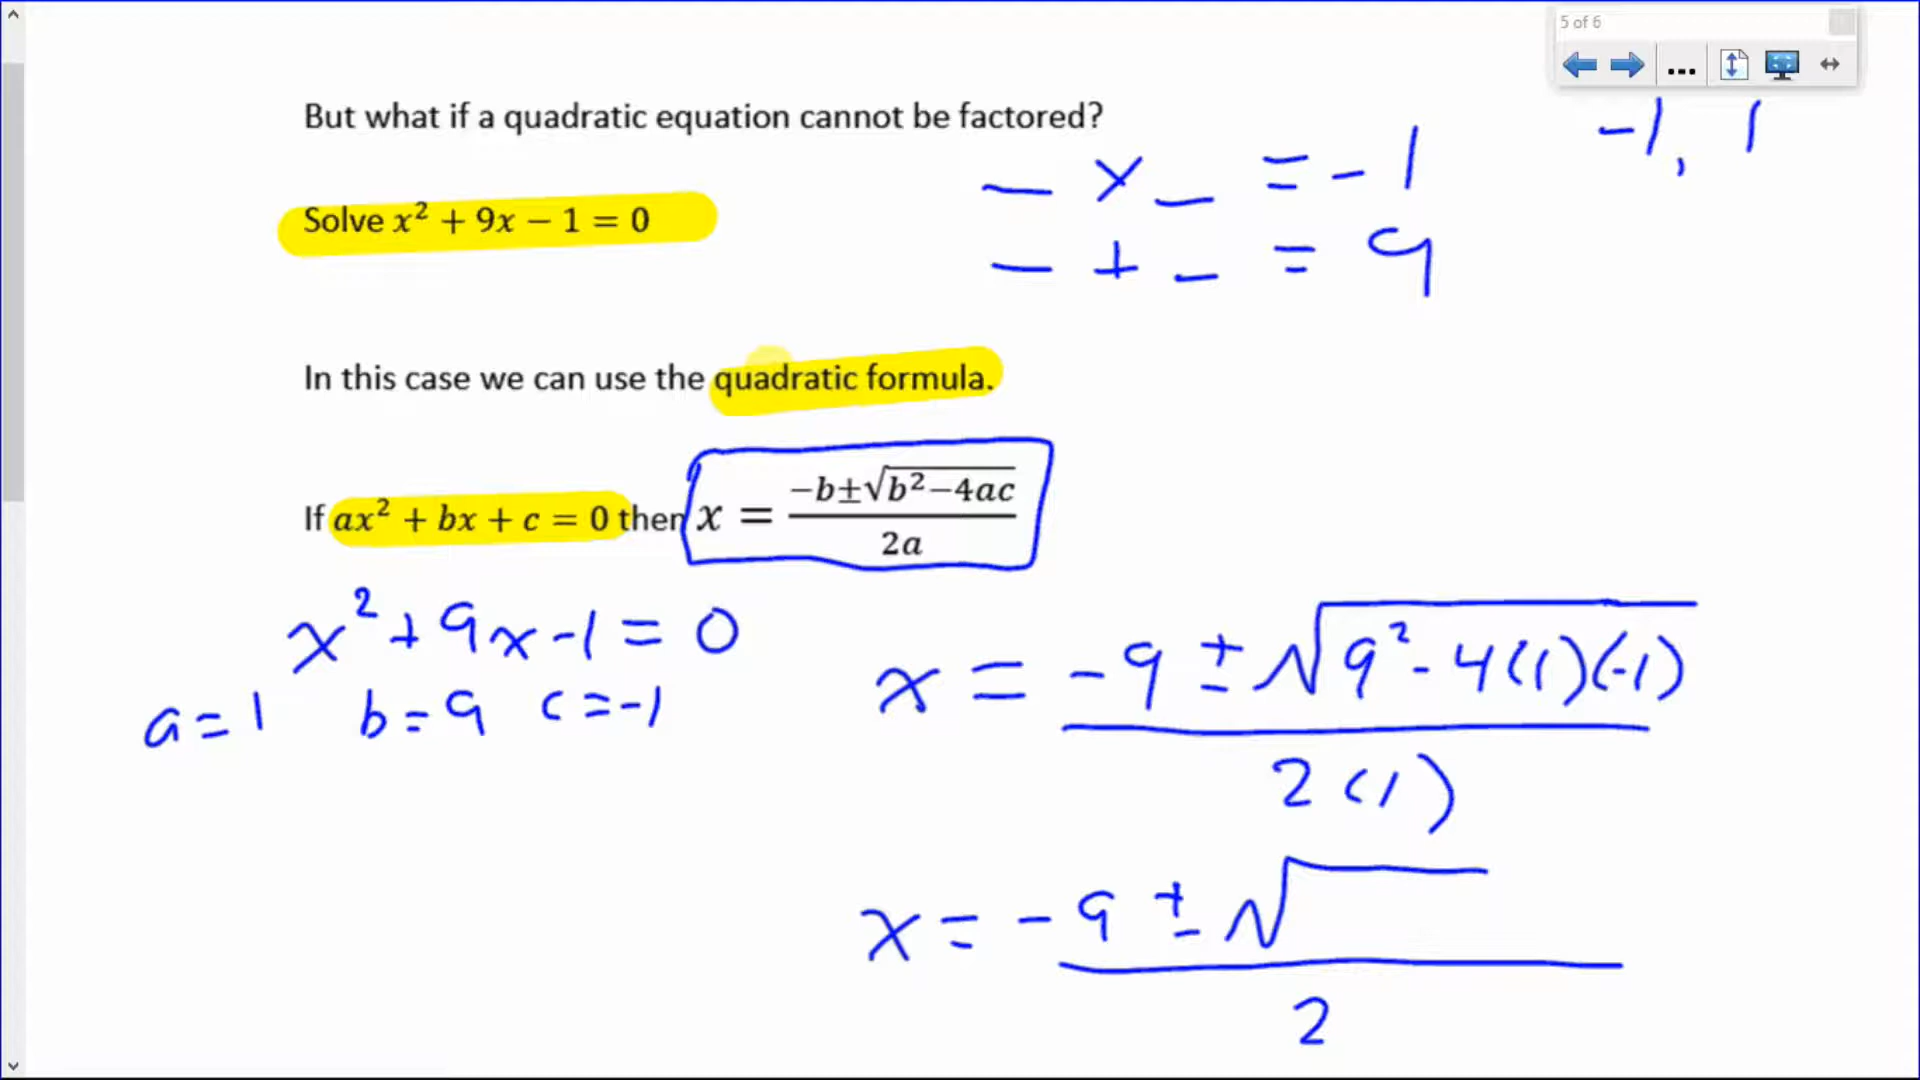 5 of 6
But what if a quadratic equation cannot be factored?
_ × _ = -1
-1, 1
Solve x² + 9x − 1 = 0
_ + _ = 9
In this case we can use the quadratic formula.
If ax² + bx + c = 0 then x = (−b±√(b²−4ac))/(2a)
x² + 9x - 1 = 0
a = 1 b = 9 c = -1
x = (-9 ± √(9² - 4(1)(-1)))/(2(1))
x = (-9 ± √ )/2